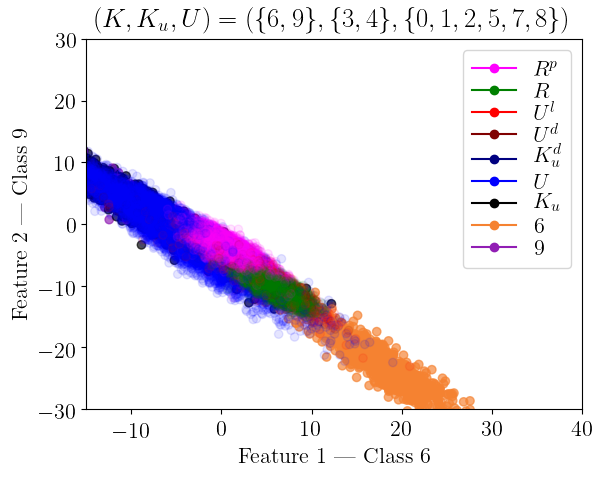 (K, K_u, U) = ({6, 9}, {3, 4}, {0, 1, 2, 5, 7, 8})
30
20
10
0
−10
−20
−30
Feature 2 — Class 9
−10
0
10
20
30
40
Feature 1 — Class 6
R^p
R
U^l
U^d
K_u^d
U
K_u
6
9